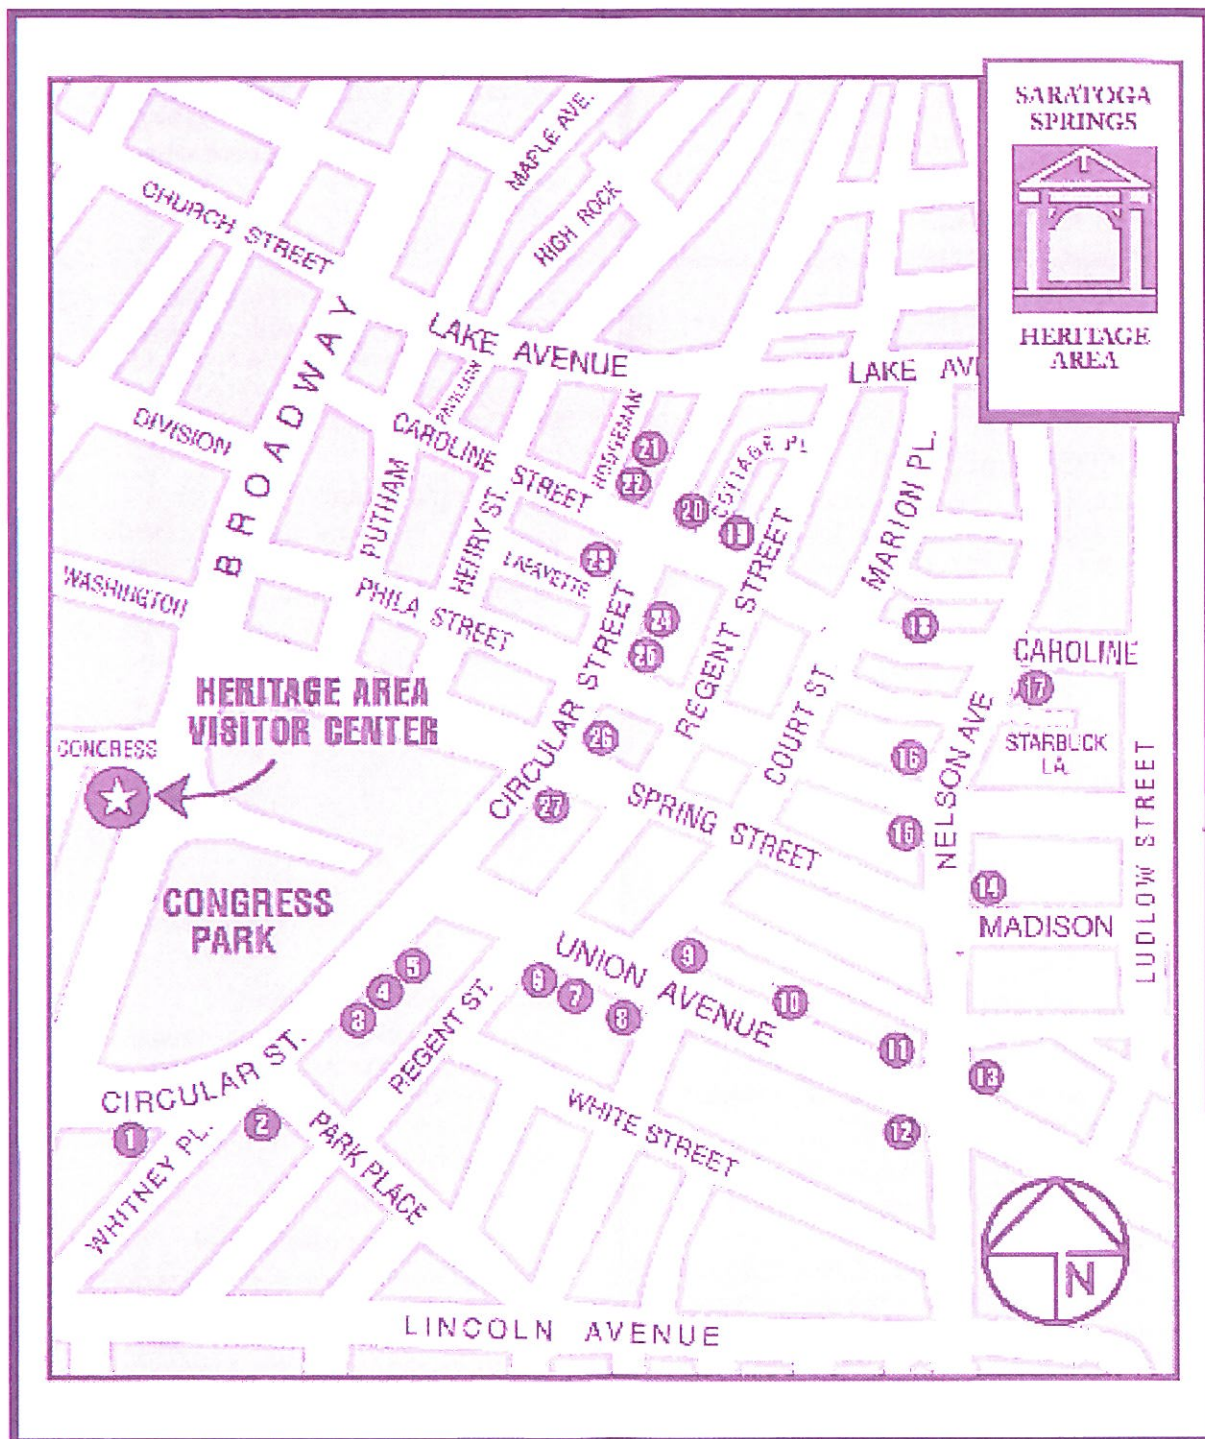 SARATOGA
SPRINGS
HERITAGE
AREA
MAPLE AVE.
HIGH ROCK
CHURCH STREET
BROADWAY
LAKE AVENUE
LAKE AV
PAVILION
DIVISION
CAROLINE STREET
PUTHAM
HENRY ST.
21
22
COTTAGE PL
20
19
MARION PL.
WASHINGTON
PHILA STREET
LAFAYETTE
23
CIRCULAR STREET
24
25
REGENT STREET
18
CAROLINE
17
HERITAGE AREA
VISITOR CENTER
CONGRESS
26
COURT ST.
16
NELSON AVE
STARBUCK
LA.
27
SPRING STREET
15
LUDLOW STREET
14
MADISON
CONGRESS
PARK
UNION AVENUE
5
4
3
6
7
8
9
10
11
13
REGENT ST.
CIRCULAR ST.
1
2
WHITNEY PL.
PARK PLACE
WHITE STREET
12
N
LINCOLN AVENUE